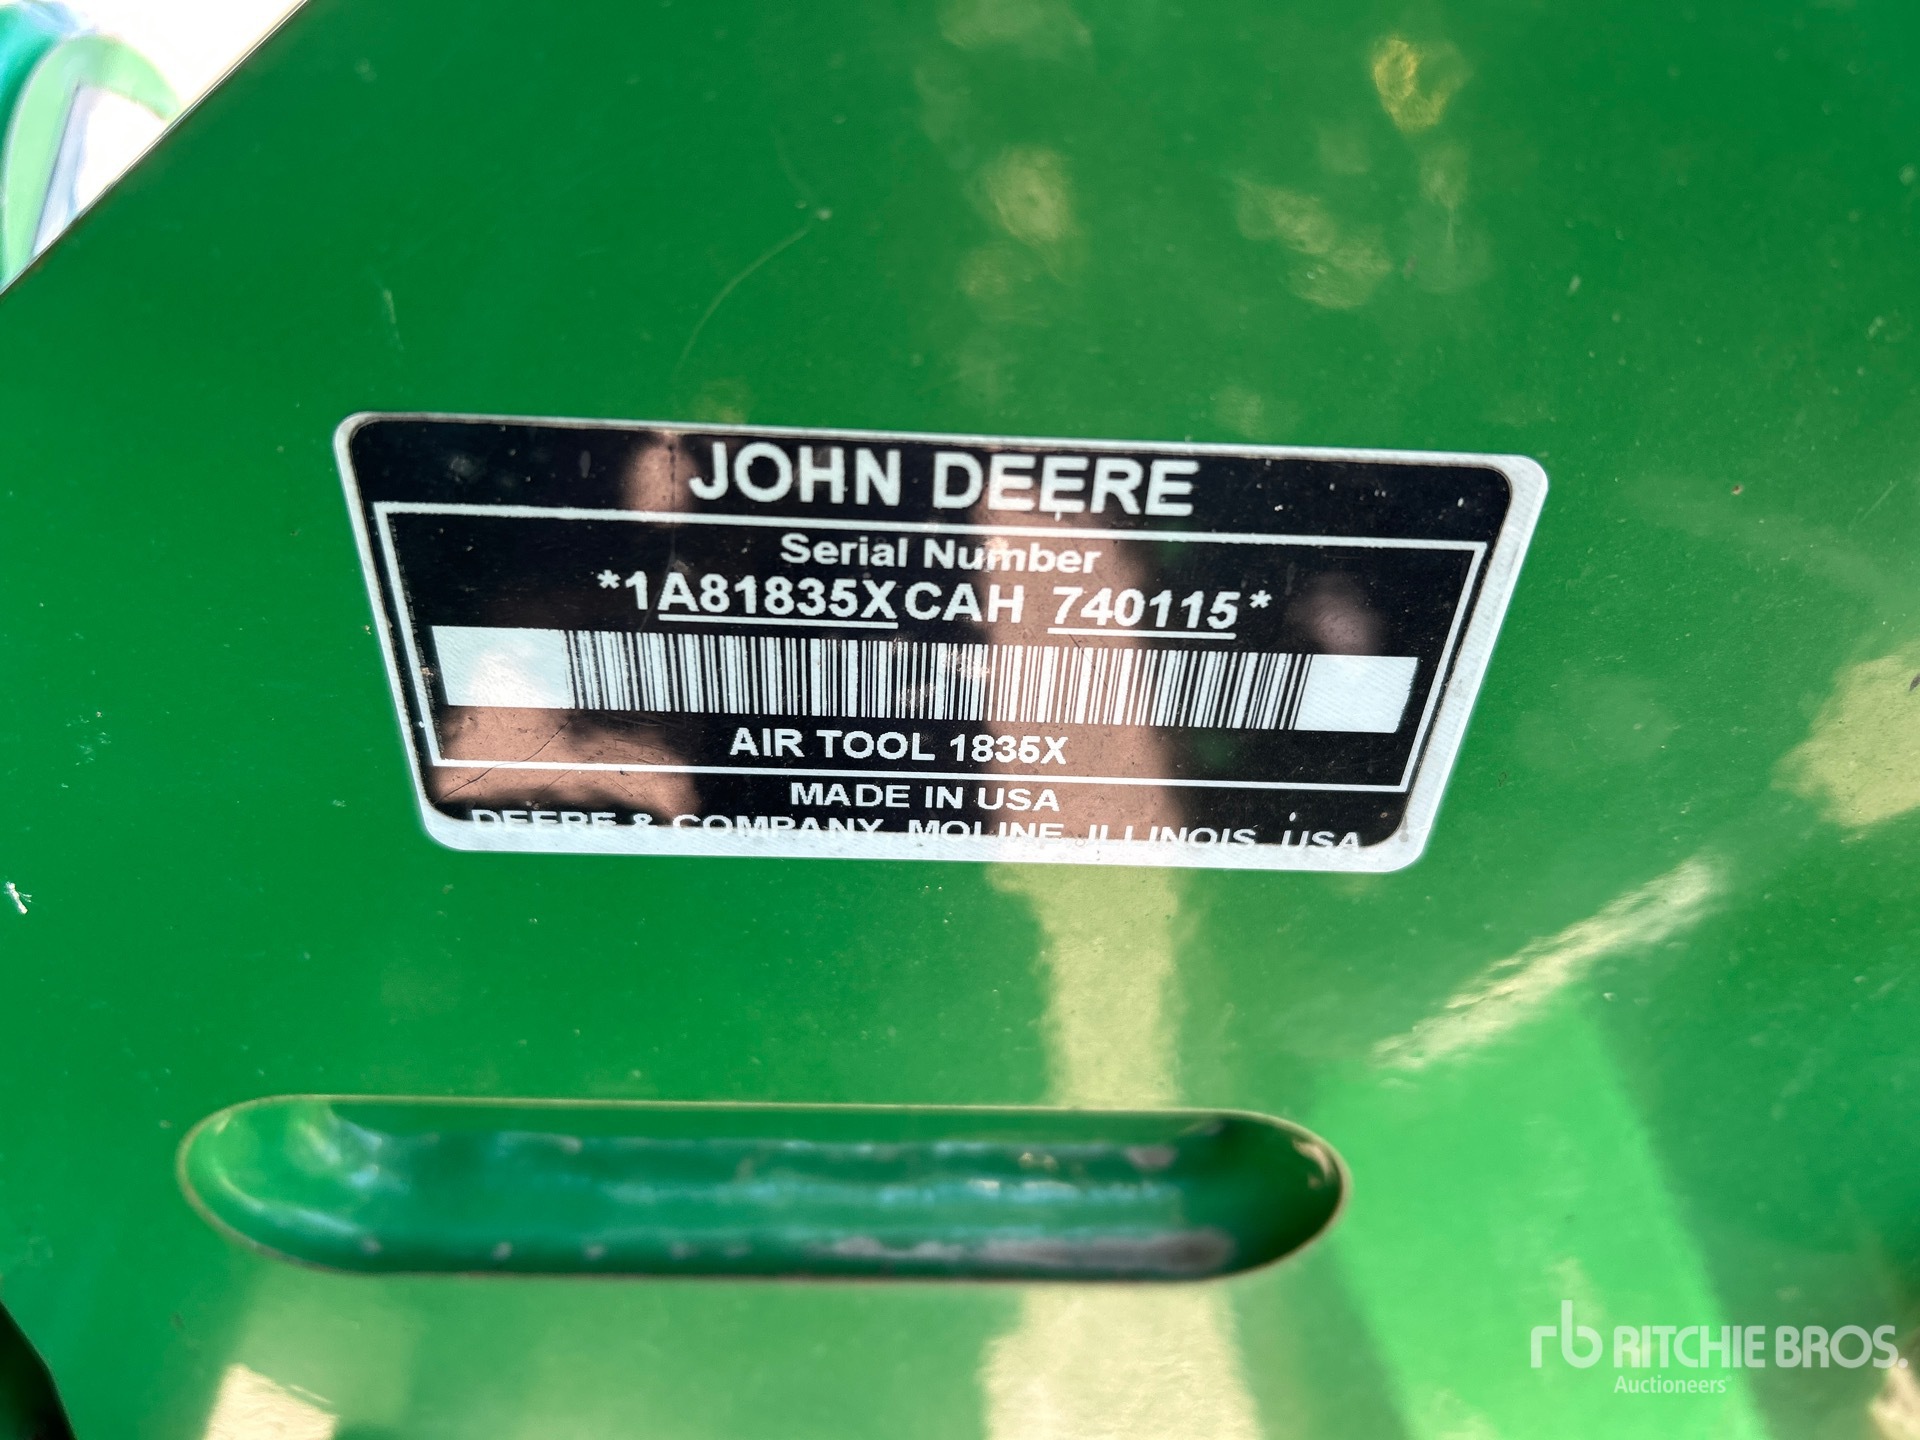 JOHN DEERE
Serial Number
*1A81835XCAH 740115*
AIR TOOL 1835X
MADE IN USA
DEERE & COMPANY, MOLINE, ILLINOIS, USA
rb RITCHIE BROS.
Auctioneers